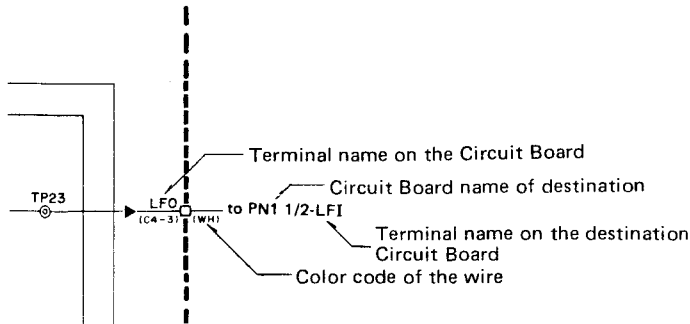 Terminal name on the Circuit Board
Circuit Board name of destination
TP23
LFO
(C4-3)
(WH)
to PN1 1/2-LFI
Terminal name on the destination
Circuit Board
Color code of the wire